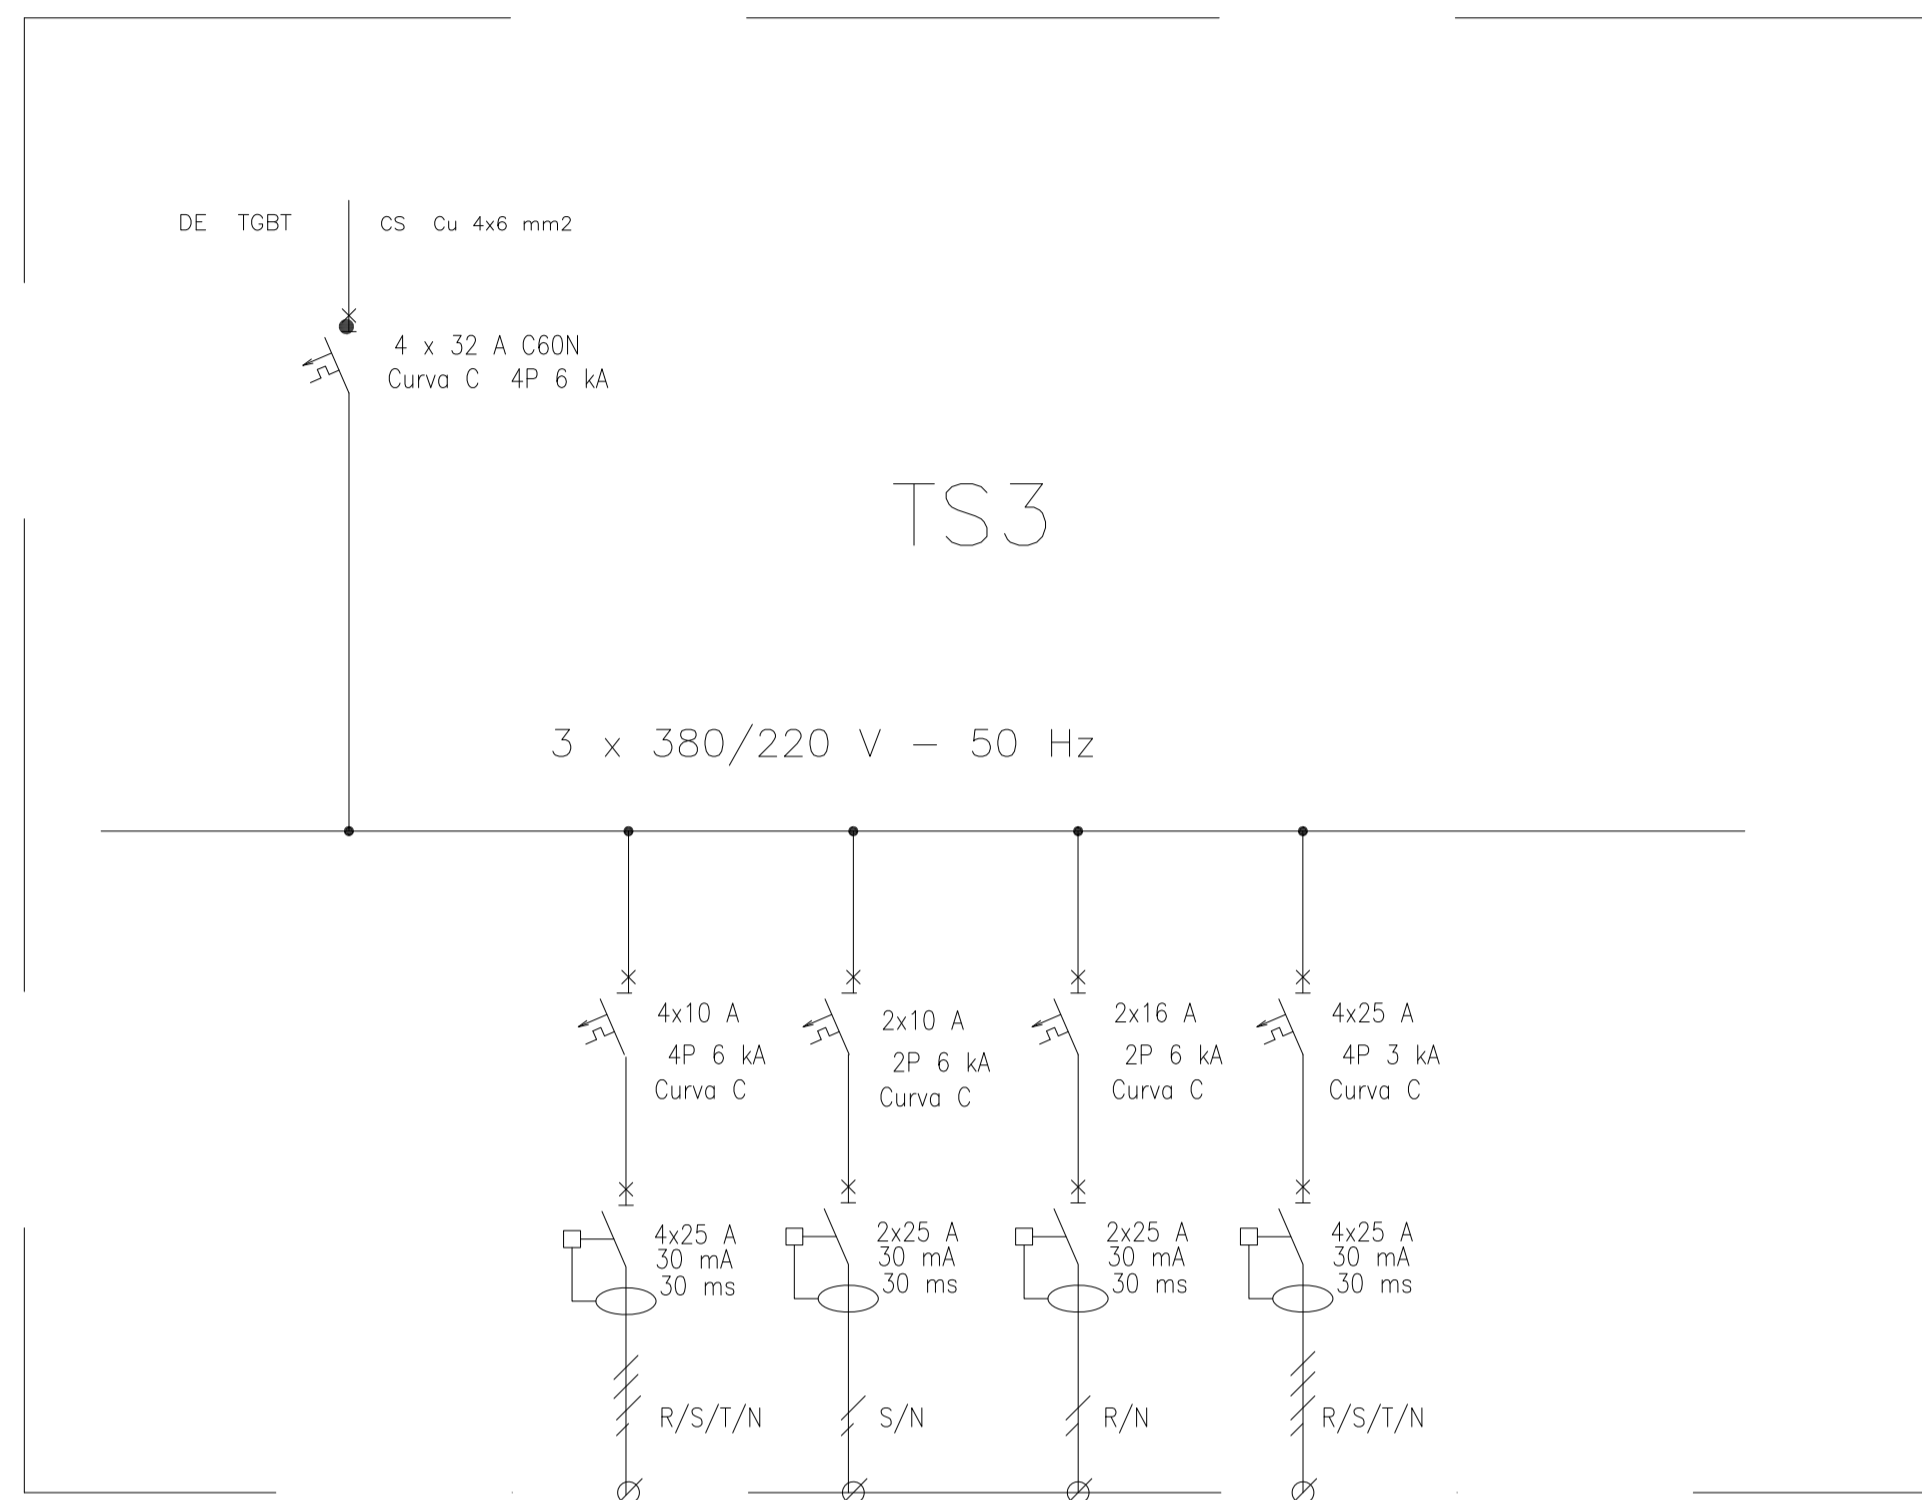 DE TGBT
CS Cu 4x6 mm2
4 x 32 A C60N
Curva C 4P 6 kA
TS3
3 x 380/220 V - 50 Hz
4x10 A
4P 6 kA
Curva C
2x10 A
2P 6 kA
Curva C
2x16 A
2P 6 kA
Curva C
4x25 A
4P 3 kA
Curva C
4x25 A
30 mA
30 ms
2x25 A
30 mA
30 ms
2x25 A
30 mA
30 ms
4x25 A
30 mA
30 ms
R/S/T/N
S/N
R/N
R/S/T/N